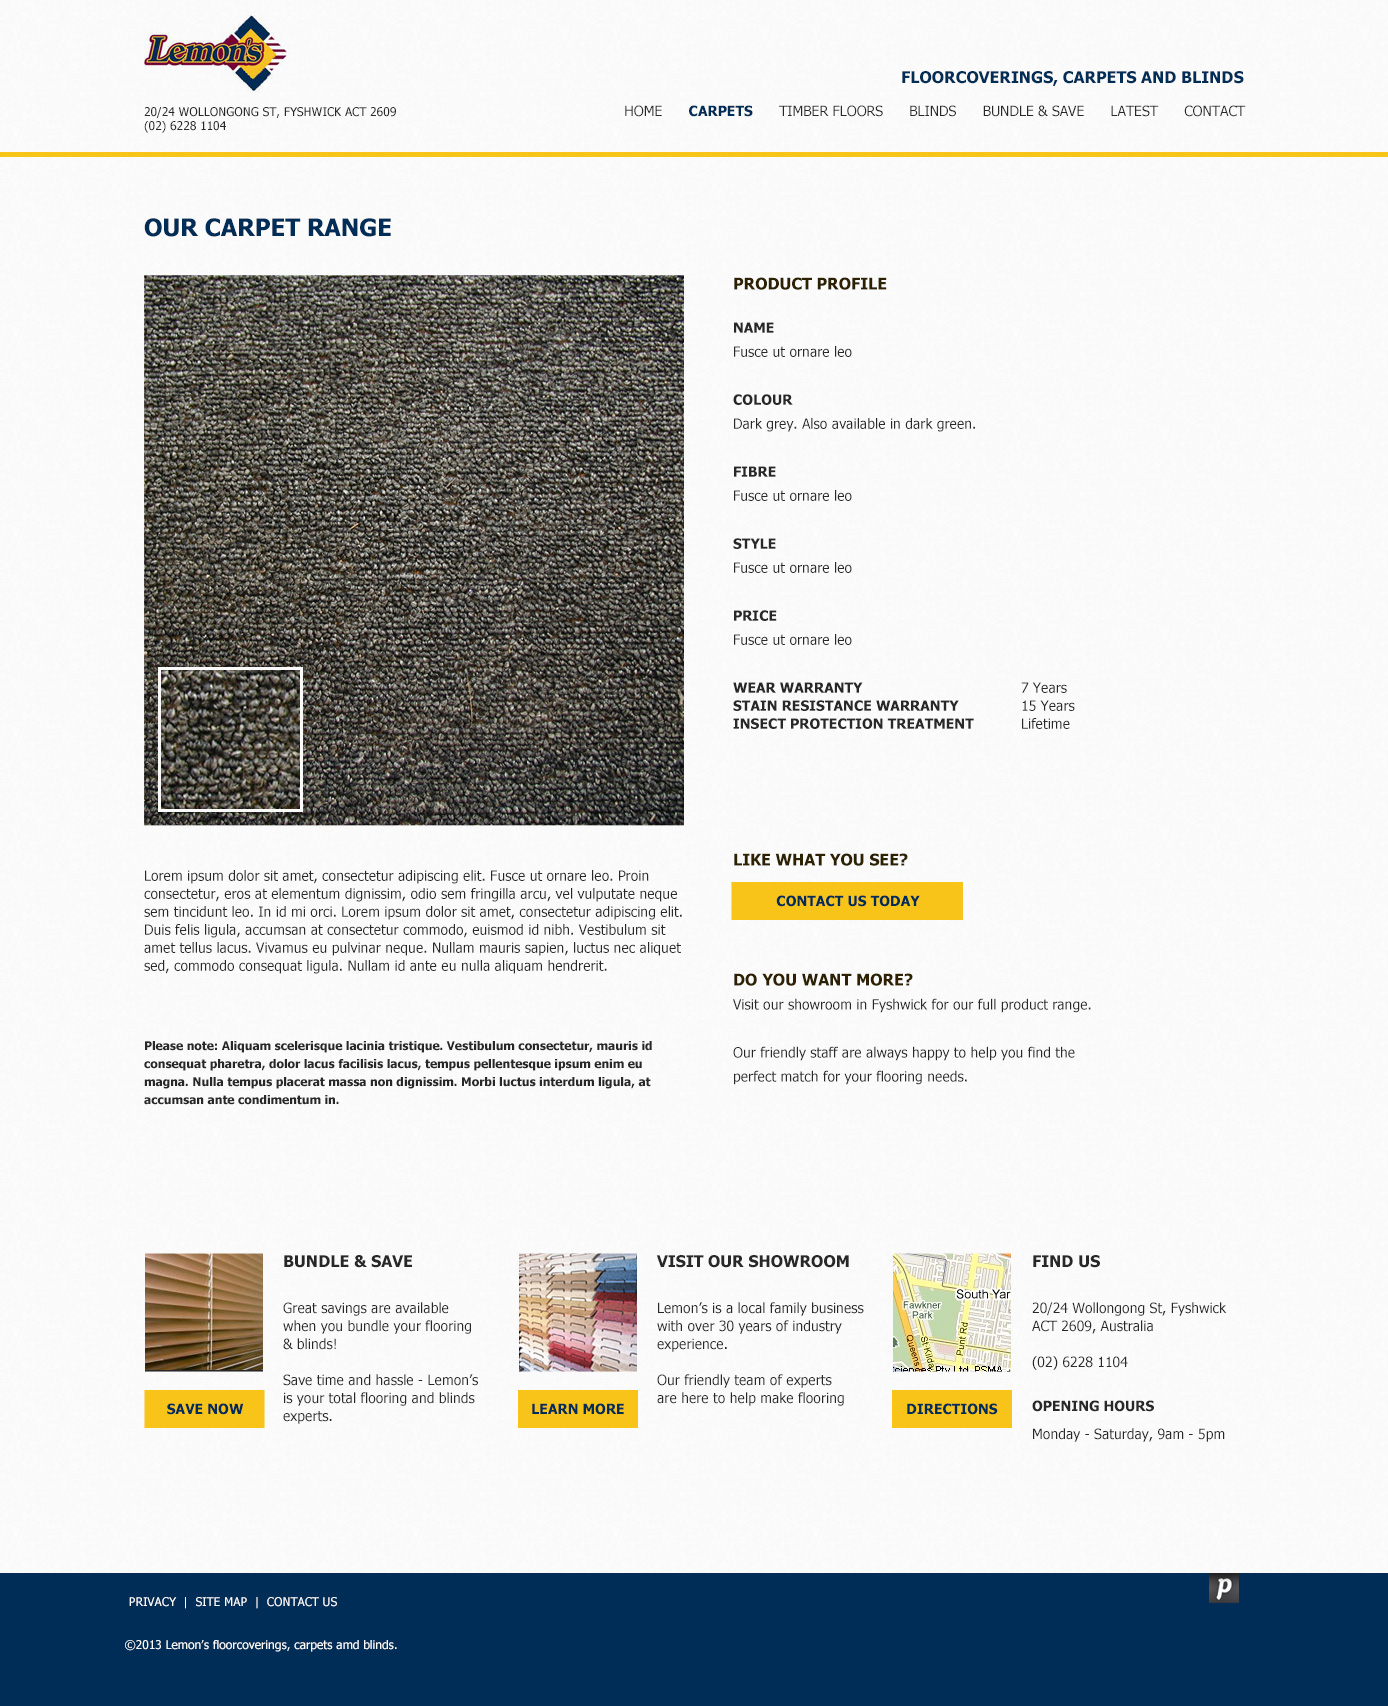 Lemon's
FLOORCOVERINGS, CARPETS AND BLINDS
20/24 WOLLONGONG ST, FYSHWICK ACT 2609
(02) 6228 1104
HOME CARPETS TIMBER FLOORS BLINDS BUNDLE & SAVE LATEST CONTACT
OUR CARPET RANGE
PRODUCT PROFILE
NAME
Fusce ut ornare leo
COLOUR
Dark grey. Also available in dark green.
FIBRE
Fusce ut ornare leo
STYLE
Fusce ut ornare leo
PRICE
Fusce ut ornare leo
WEAR WARRANTY 7 Years
STAIN RESISTANCE WARRANTY 15 Years
INSECT PROTECTION TREATMENT Lifetime
Lorem ipsum dolor sit amet, consectetur adipiscing elit. Fusce ut ornare leo. Proin
consectetur, eros at elementum dignissim, odio sem fringilla arcu, vel vulputate neque
sem tincidunt leo. In id mi orci. Lorem ipsum dolor sit amet, consectetur adipiscing elit.
Duis felis ligula, accumsan at consectetur commodo, euismod id nibh. Vestibulum sit
amet tellus lacus. Vivamus eu pulvinar neque. Nullam mauris sapien, luctus nec aliquet
sed, commodo consequat ligula. Nullam id ante eu nulla aliquam hendrerit.
Please note: Aliquam scelerisque lacinia tristique. Vestibulum consectetur, mauris id
consequat pharetra, dolor lacus facilisis lacus, tempus pellentesque ipsum enim eu
magna. Nulla tempus placerat massa non dignissim. Morbi luctus interdum ligula, at
accumsan ante condimentum in.
LIKE WHAT YOU SEE?
CONTACT US TODAY
DO YOU WANT MORE?
Visit our showroom in Fyshwick for our full product range.
Our friendly staff are always happy to help you find the
perfect match for your flooring needs.
BUNDLE & SAVE
Great savings are available
when you bundle your flooring
& blinds!
Save time and hassle - Lemon's
is your total flooring and blinds
experts.
SAVE NOW
VISIT OUR SHOWROOM
Lemon's is a local family business
with over 30 years of industry
experience.
Our friendly team of experts
are here to help make flooring
LEARN MORE
South Yar
Fawkner
Park
Punt Rd
St Kilda
Queens
Sciences Pty Ltd, PSMA
DIRECTIONS
FIND US
20/24 Wollongong St, Fyshwick
ACT 2609, Australia
(02) 6228 1104
OPENING HOURS
Monday - Saturday, 9am - 5pm
p
PRIVACY | SITE MAP | CONTACT US
©2013 Lemon's floorcoverings, carpets amd blinds.